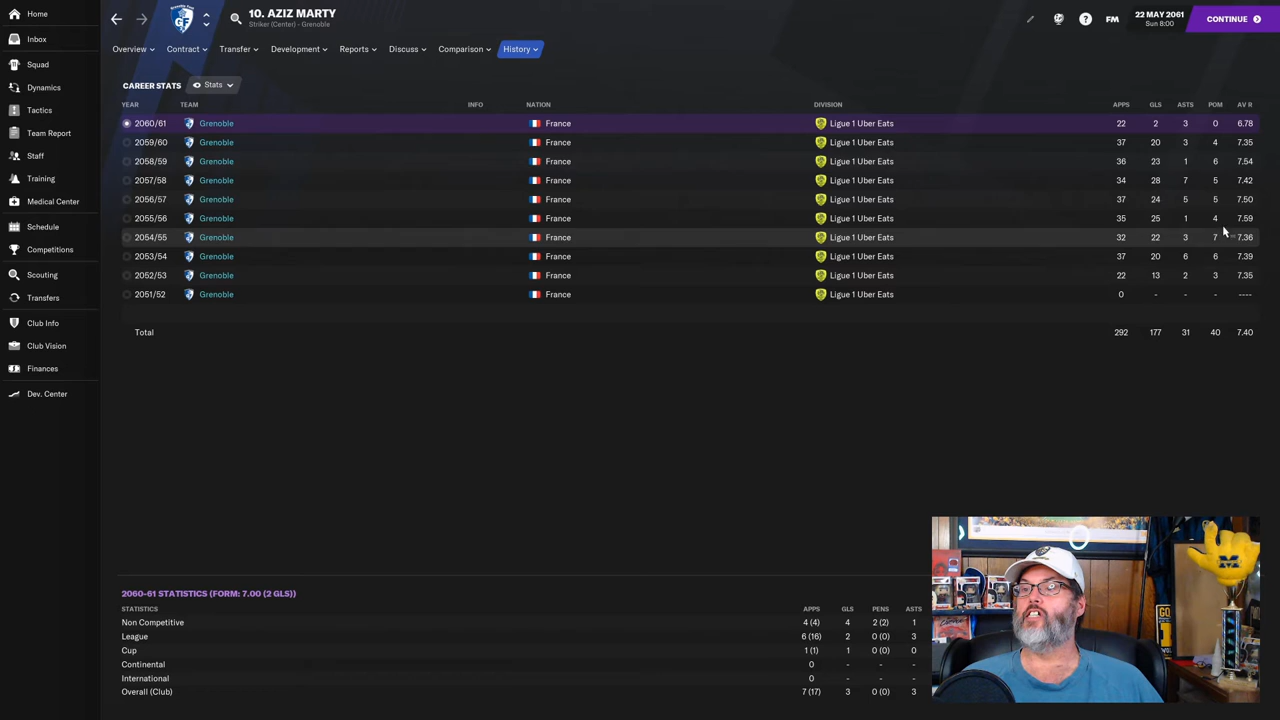 10. AZIZ MARTY
Striker (Center) - Grenoble
FM
22 MAY 2061
Sun 8:00
CONTINUE
Home
Inbox
Squad
Dynamics
Tactics
Team Report
Staff
Training
Medical Center
Schedule
Competitions
Scouting
Transfers
Club Info
Club Vision
Finances
Dev. Center
Overview Contract Transfer Development Reports Discuss Comparison History
CAREER STATS Stats
YEAR TEAM INFO NATION DIVISION APPS GLS ASTS POM AV R
2060/61 Grenoble France Ligue 1 Uber Eats 22 2 3 0 6.78
2059/60 Grenoble France Ligue 1 Uber Eats 37 20 3 4 7.35
2058/59 Grenoble France Ligue 1 Uber Eats 36 23 1 6 7.54
2057/58 Grenoble France Ligue 1 Uber Eats 34 28 7 5 7.42
2056/57 Grenoble France Ligue 1 Uber Eats 37 24 5 5 7.50
2055/56 Grenoble France Ligue 1 Uber Eats 35 25 1 4 7.59
2054/55 Grenoble France Ligue 1 Uber Eats 32 22 3 7 7.36
2053/54 Grenoble France Ligue 1 Uber Eats 37 20 6 6 7.39
2052/53 Grenoble France Ligue 1 Uber Eats 22 13 2 3 7.35
2051/52 Grenoble France Ligue 1 Uber Eats 0 - - - ----
Total 292 177 31 40 7.40
2060-61 STATISTICS (FORM: 7.00 (2 GLS))
STATISTICS APPS GLS PENS ASTS
Non Competitive 4 (4) 4 2 (2) 1
League 6 (16) 2 0 (0) 3
Cup 1 (1) 1 0 (0) 0
Continental 0 - - -
International 0 - - -
Overall (Club) 7 (17) 3 0 (0) 3
M